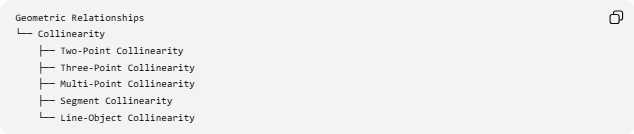 Geometric Relationships
└── Collinearity
    ├── Two-Point Collinearity
    ├── Three-Point Collinearity
    ├── Multi-Point Collinearity
    ├── Segment Collinearity
    └── Line-Object Collinearity